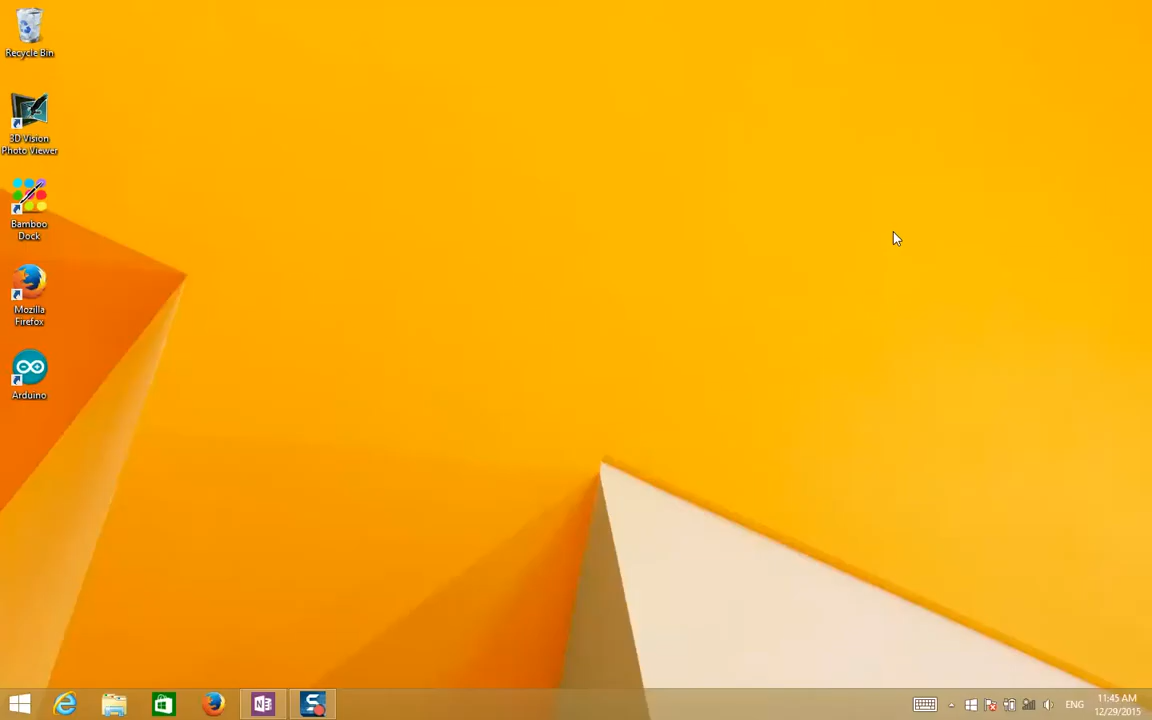 Recycle Bin
3D Vision
Photo Viewer
Bamboo
Dock
Mozilla
Firefox
Arduino
ENG
11:45 AM
12/29/2015